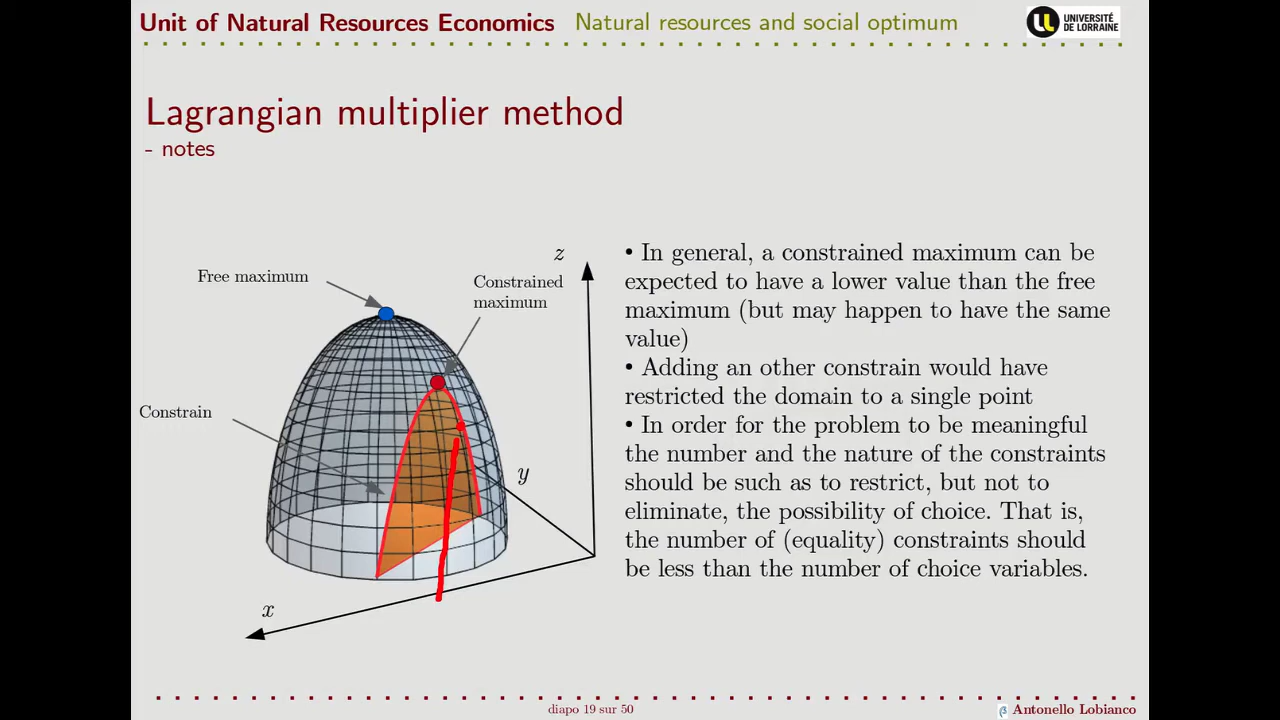 Unit of Natural Resources Economics Natural resources and social optimum
UNIVERSITÉ
DE LORRAINE
Lagrangian multiplier method
- notes
z
Free maximum
Constrained
maximum
Constrain
y
x
• In general, a constrained maximum can be
expected to have a lower value than the free
maximum (but may happen to have the same
value)
• Adding an other constrain would have
restricted the domain to a single point
• In order for the problem to be meaningful
the number and the nature of the constraints
should be such as to restrict, but not to
eliminate, the possibility of choice. That is,
the number of (equality) constraints should
be less than the number of choice variables.
diapo 19 sur 50
β Antonello Lobianco